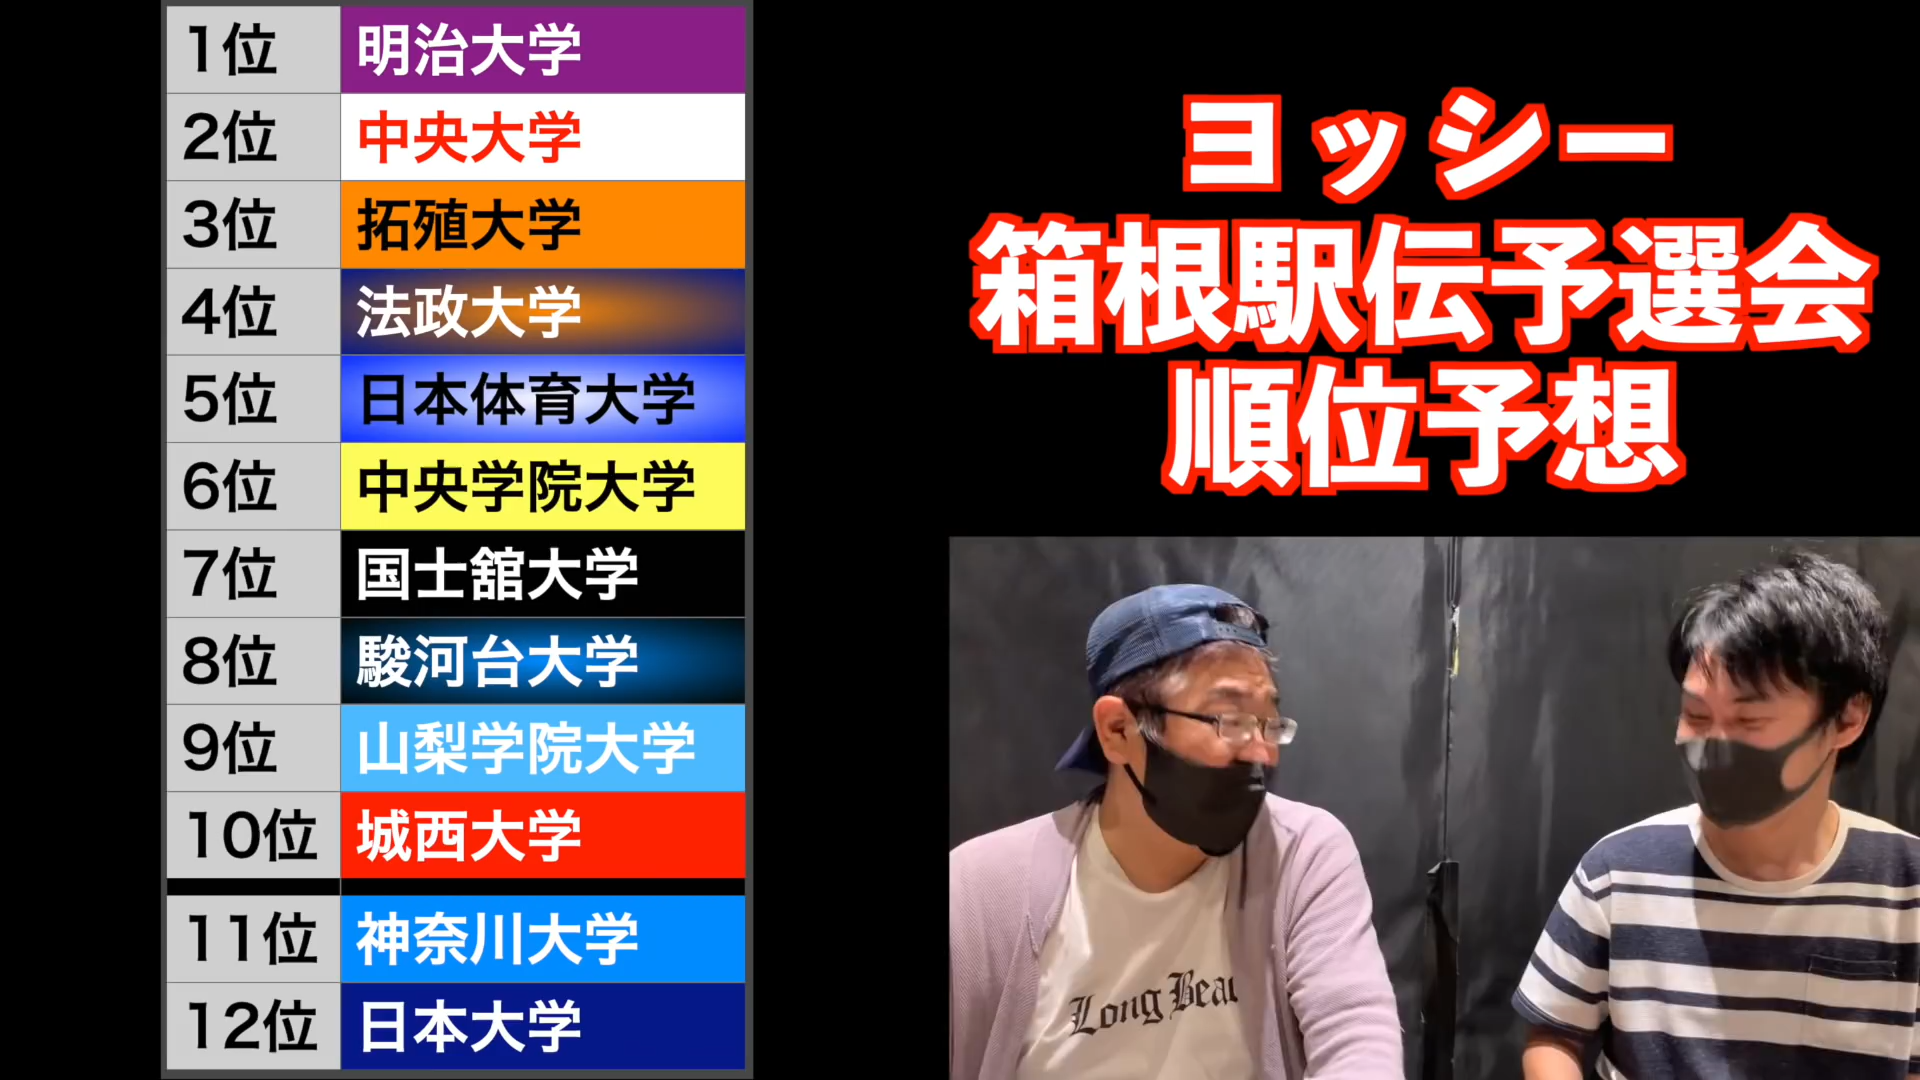 1位 明治大学
2位 中央大学
3位 拓殖大学
4位 法政大学
5位 日本体育大学
6位 中央学院大学
7位 国士舘大学
8位 駿河台大学
9位 山梨学院大学
10位 城西大学
11位 神奈川大学
12位 日本大学
ヨッシー
箱根駅伝予選会
順位予想
Long Bea